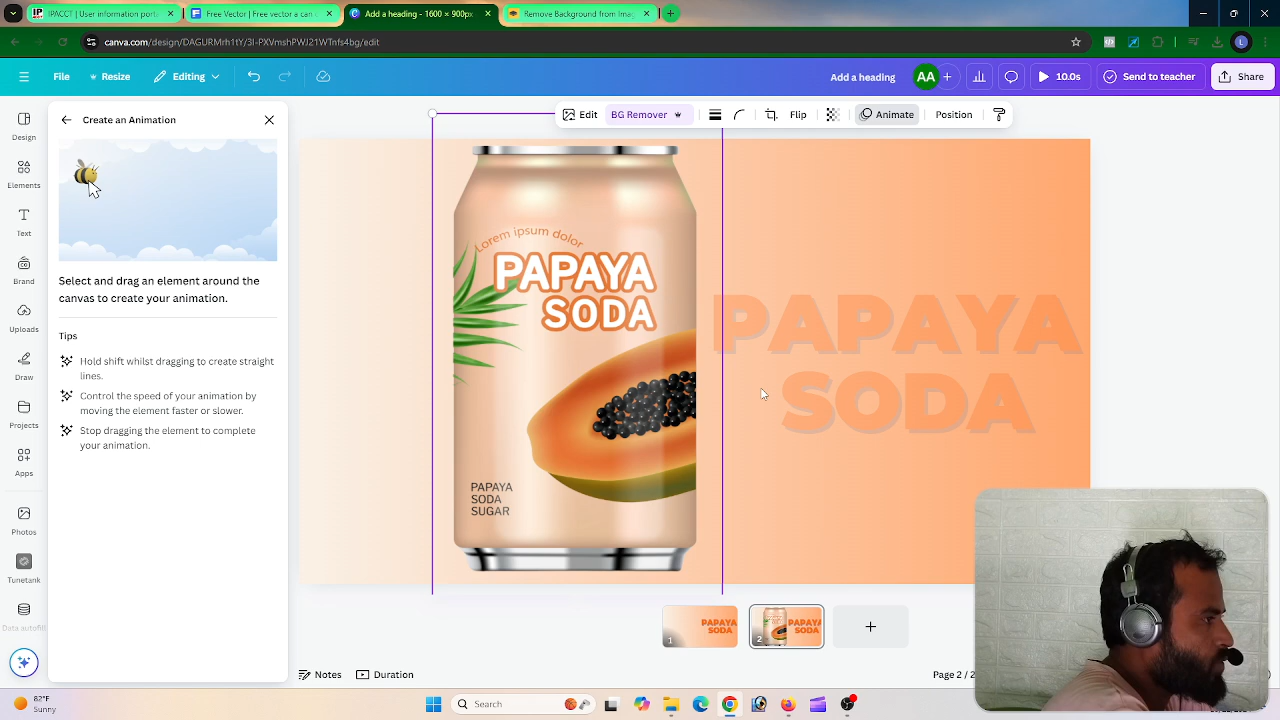 IPACCT | User information port
Free Vector | Free vector a can
Add a heading - 1600 × 900px
Remove Background from Imag
canva.com/design/DAGURMrh1tY/3I-PXVmshPWJ21WTnfs4bg/edit
L
File
Resize
Editing
Add a heading
AA
10.0s
Send to teacher
Share
Design
Elements
Text
Brand
Uploads
Draw
Projects
Apps
Photos
Tunetank
Data autofill
Create an Animation
Select and drag an element around the
canvas to create your animation.
Tips
Hold shift whilst dragging to create straight
lines.
Control the speed of your animation by
moving the element faster or slower.
Stop dragging the element to complete
your animation.
Edit
BG Remover
Flip
Animate
Position
Lorem ipsum dolor
PAPAYA
SODA
PAPAYA
SODA
SUGAR
PAPAYA
SODA
1
PAPAYA
SODA
2
PAPAYA
SODA
Notes
Duration
Page 2 / 2
82°F
Sunny
Search